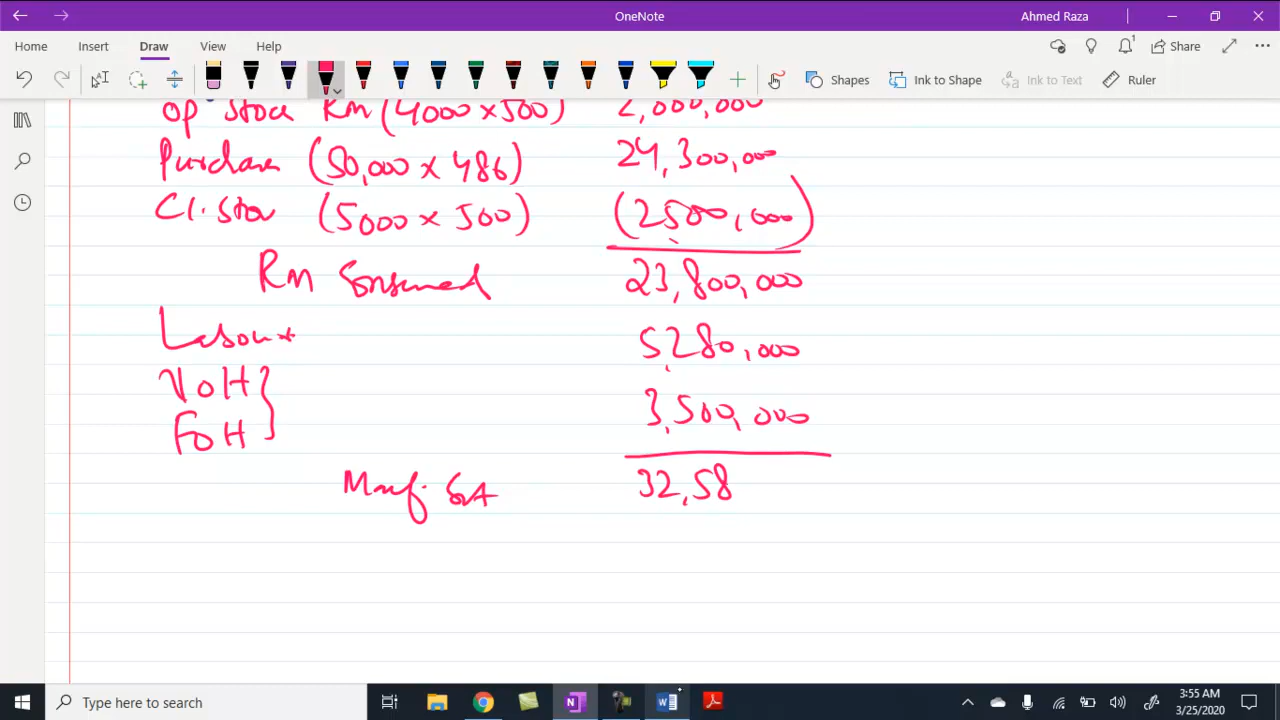 OneNote
Ahmed Raza
Home Insert Draw View Help
Share
Shapes Ink to Shape Ink to Text Ruler
Op Stock RM (4000 x 500) 2,000,000
Purchase (50,000 x 486) 24,300,000
Cl. Stock (5000 x 500) (2500,000)
RM Consumed 23,800,000
Labour 5,280,000
VOH
FOH 3,500,000
Manf. Cost 32,58
Type here to search
3:55 AM
3/25/2020